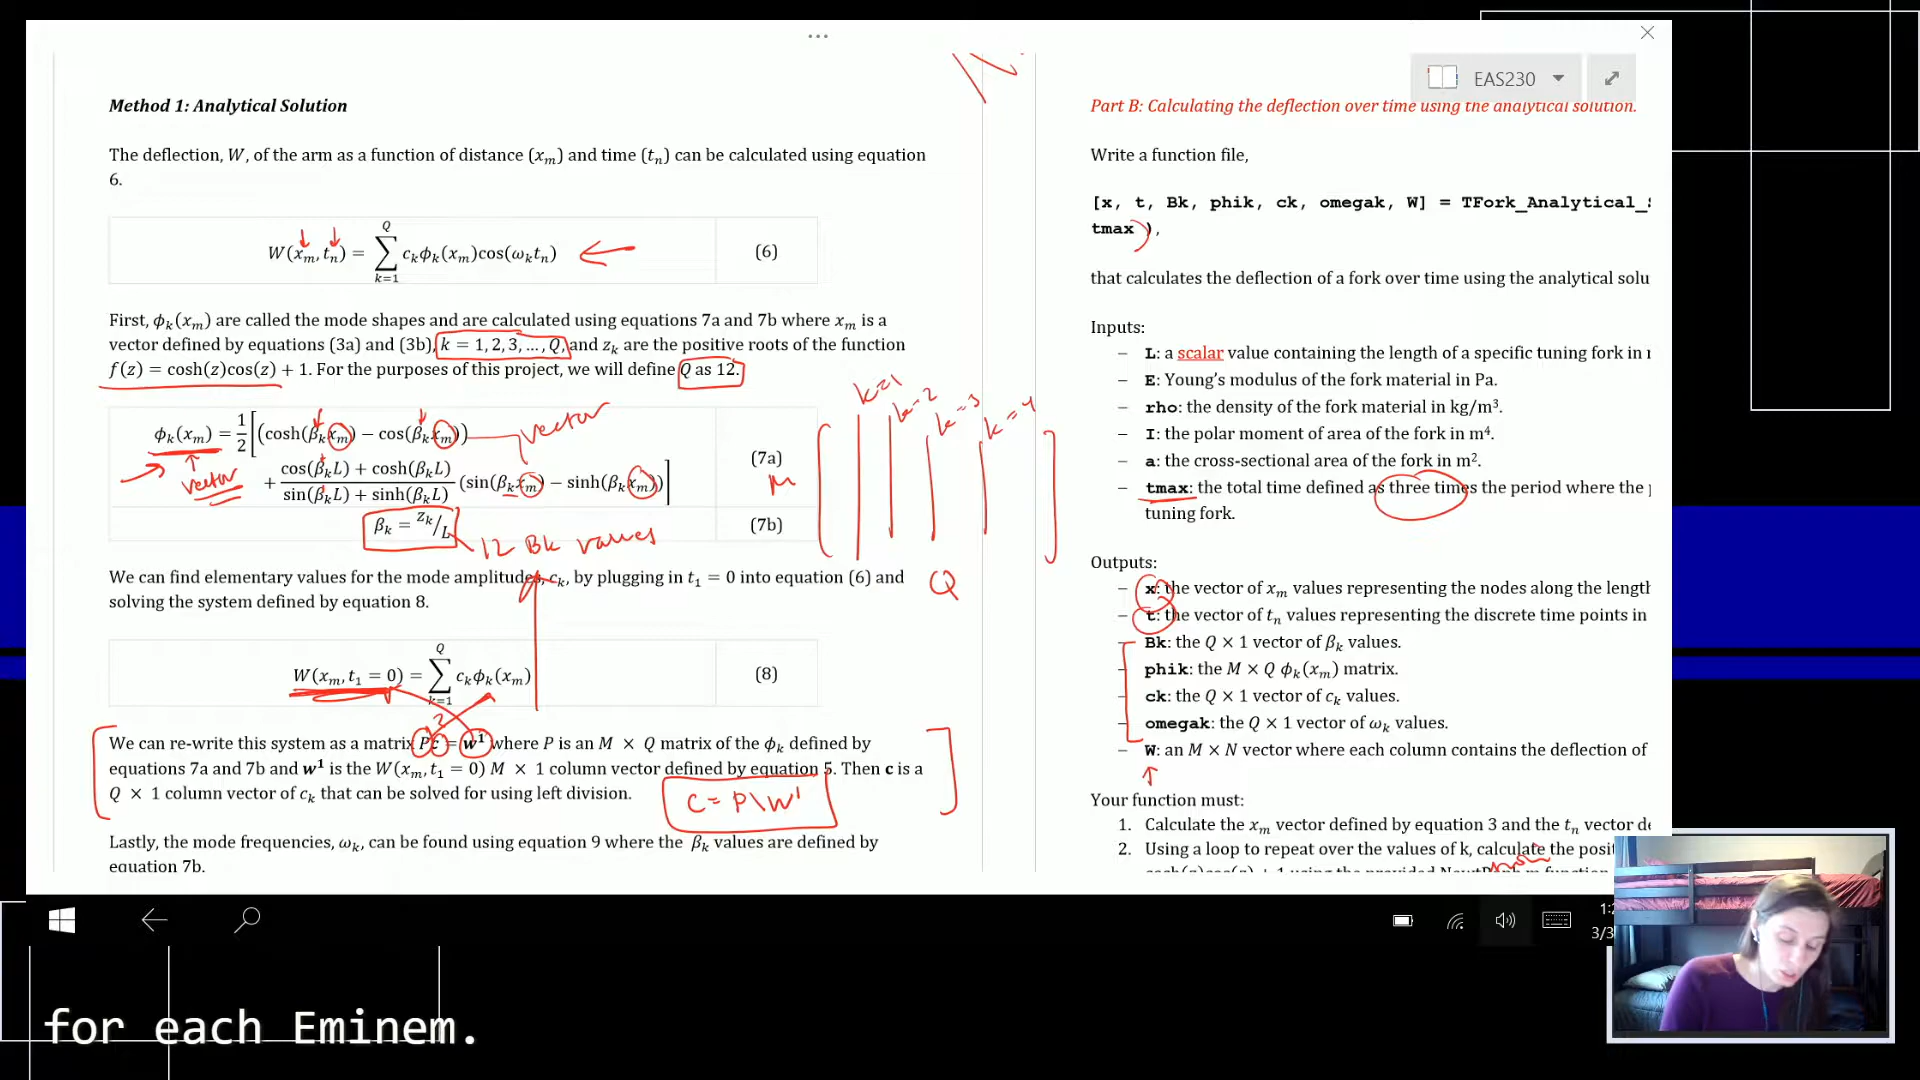 EAS230
Method 1: Analytical Solution
The deflection, W, of the arm as a function of distance (xₘ) and time (tₙ) can be calculated using equation
6.
W(xₘ, tₙ) = ∑ cₖϕₖ(xₘ)cos(ωₖtₙ) (6)
Q
k=1
First, ϕₖ(xₘ) are called the mode shapes and are calculated using equations 7a and 7b where xₘ is a
vector defined by equations (3a) and (3b), k = 1, 2, 3, ..., Q, and zₖ are the positive roots of the function
f(z) = cosh(z)cos(z) + 1. For the purposes of this project, we will define Q as 12.
ϕₖ(xₘ) = 1/2 [(cosh(βₖxₘ) − cos(βₖxₘ))
vector
+ cos(βₖL) + cosh(βₖL) / sin(βₖL) + sinh(βₖL) (sin(βₖxₘ) − sinh(βₖxₘ))] (7a)
vector
βₖ = zₖ/L (7b)
12 Bk values
k=1
k=2
k=3
k=4
M
Q
We can find elementary values for the mode amplitudes, cₖ, by plugging in t₁ = 0 into equation (6) and
solving the system defined by equation 8.
W(xₘ, t₁ = 0) = ∑ cₖϕₖ(xₘ) (8)
Q
k=1
We can re-write this system as a matrix Pc = w¹ where P is an M × Q matrix of the ϕₖ defined by
equations 7a and 7b and w¹ is the W(xₘ, t₁ = 0) M × 1 column vector defined by equation 5. Then c is a
Q × 1 column vector of cₖ that can be solved for using left division.
C = P\W'
Lastly, the mode frequencies, ωₖ, can be found using equation 9 where the βₖ values are defined by
equation 7b.
Part B: Calculating the deflection over time using the analytical solution.
Write a function file,
[x, t, Bk, phik, ck, omegak, W] = TFork_Analytical_
tmax ),
that calculates the deflection of a fork over time using the analytical solu
Inputs:
– L: a scalar value containing the length of a specific tuning fork in
– E: Young's modulus of the fork material in Pa.
– rho: the density of the fork material in kg/m³.
– I: the polar moment of area of the fork in m⁴.
– a: the cross-sectional area of the fork in m².
– tmax: the total time defined as three times the period where the
tuning fork.
Outputs:
– x: the vector of xₘ values representing the nodes along the length
– t: the vector of tₙ values representing the discrete time points in
– Bk: the Q × 1 vector of βₖ values.
– phik: the M × Q ϕₖ(xₘ) matrix.
– ck: the Q × 1 vector of cₖ values.
– omegak: the Q × 1 vector of ωₖ values.
– W: an M × N vector where each column contains the deflection of
Your function must:
1. Calculate the xₘ vector defined by equation 3 and the tₙ vector de
2. Using a loop to repeat over the values of k, calculate the posit
for each Eminem.